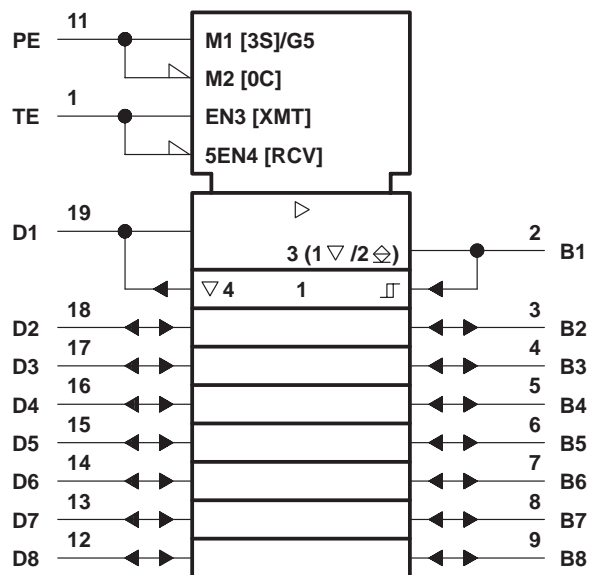 11
PE
M1 [3S]/G5
M2 [0C]
1
TE
EN3 [XMT]
5EN4 [RCV]
19
D1
▷
3 (1 ▽ /2 ⎒)
2
B1
▽ 4 1
18
D2
3
B2
17
D3
4
B3
16
D4
5
B4
15
D5
6
B5
14
D6
7
B6
13
D7
8
B7
12
D8
9
B8